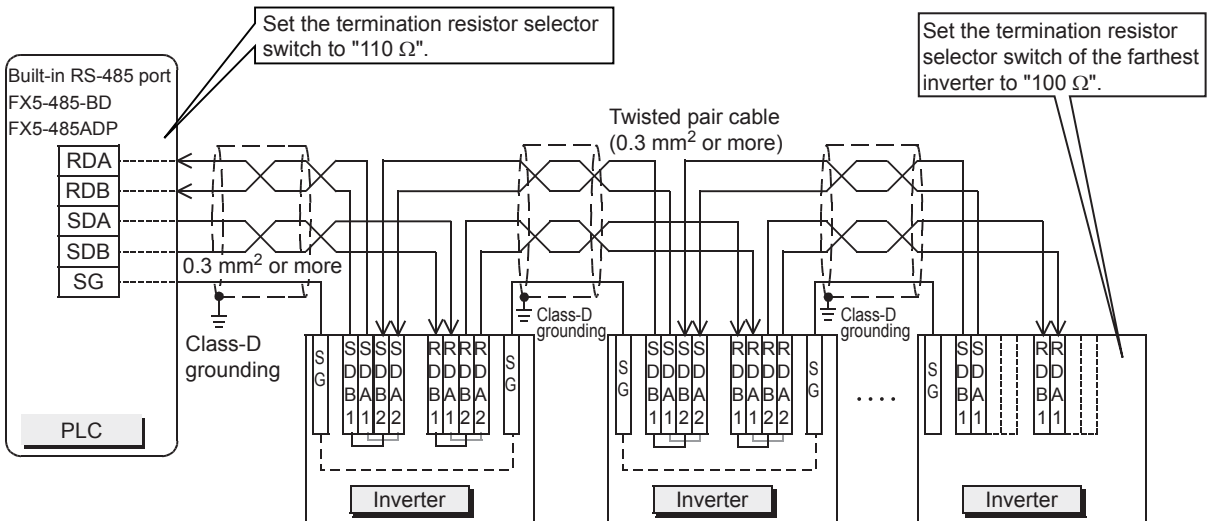 Set the termination resistor selector
switch to "110 Ω".
Set the termination resistor
selector switch of the farthest
inverter to "100 Ω".
Built-in RS-485 port
FX5-485-BD
FX5-485ADP
Twisted pair cable
(0.3 mm² or more)
RDA
RDB
SDA
SDB
SG
0.3 mm² or more
Class-D
grounding
Class-D
grounding
Class-D
grounding
SG
SDB1
SDA1
SDB2
SDA2
RDB1
RDA1
RDB2
RDA2
SG
SG
SDB1
SDA1
SDB2
SDA2
RDB1
RDA1
RDB2
RDA2
SG
....
SG
SDB1
SDA1
RDB1
RDA1
PLC
Inverter
Inverter
Inverter